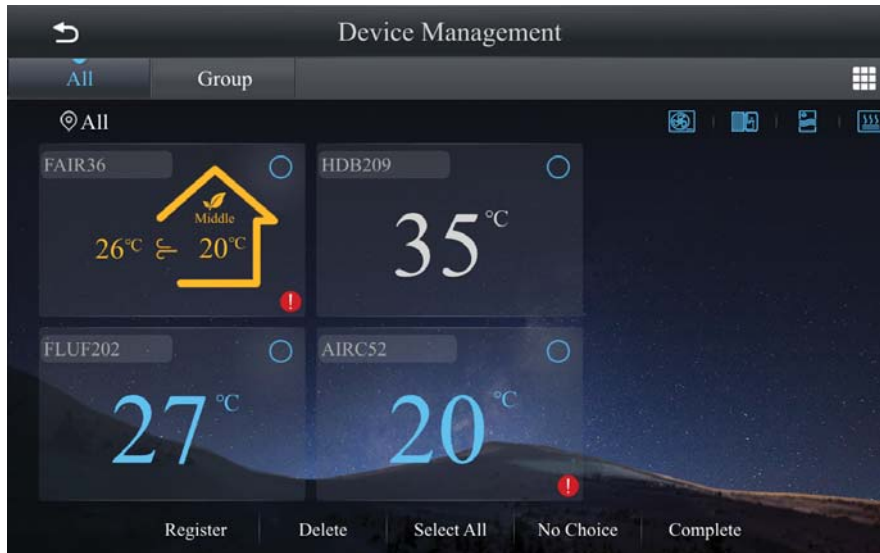 Device Management
All
Group
All
FAIR36
Middle
26°C 20°C
!
HDB209
35°C
FLUF202
27°C
AIRC52
20°C
!
Register
Delete
Select All
No Choice
Complete